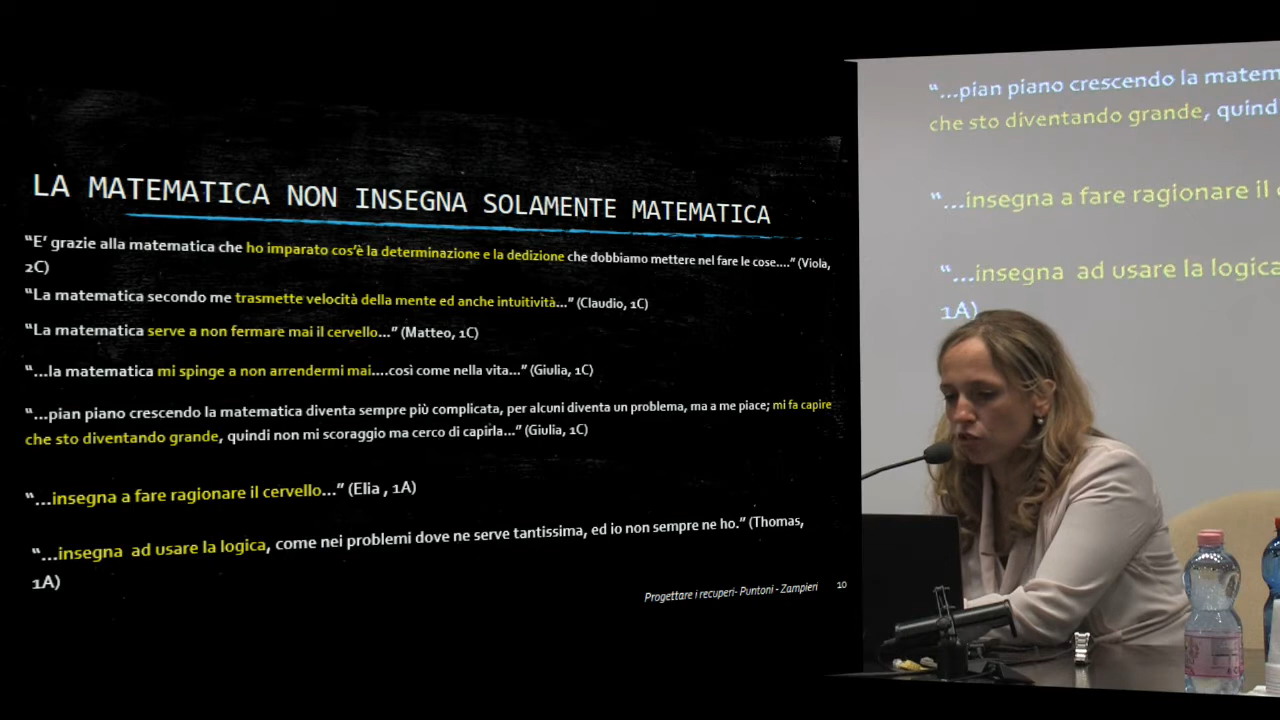 LA MATEMATICA NON INSEGNA SOLAMENTE MATEMATICA
“E’ grazie alla matematica che ho imparato cos’è la determinazione e la dedizione che dobbiamo mettere nel fare le cose....” (Viola,
2C)
“La matematica secondo me trasmette velocità della mente ed anche intuitività...” (Claudio, 1C)
“La matematica serve a non fermare mai il cervello...” (Matteo, 1C)
“...la matematica mi spinge a non arrendermi mai....così come nella vita...” (Giulia, 1C)
“...pian piano crescendo la matematica diventa sempre più complicata, per alcuni diventa un problema, ma a me piace; mi fa capire
che sto diventando grande, quindi non mi scoraggio ma cerco di capirla...” (Giulia, 1C)
“...insegna a fare ragionare il cervello...” (Elia , 1A)
“...insegna ad usare la logica, come nei problemi dove ne serve tantissima, ed io non sempre ne ho.” (Thomas,
1A)
Progettare i recuperi- Puntoni - Zampieri 10
“...pian piano crescendo la matem
che sto diventando grande, quind
“...insegna a fare ragionare il
“...insegna ad usare la logica
1A)